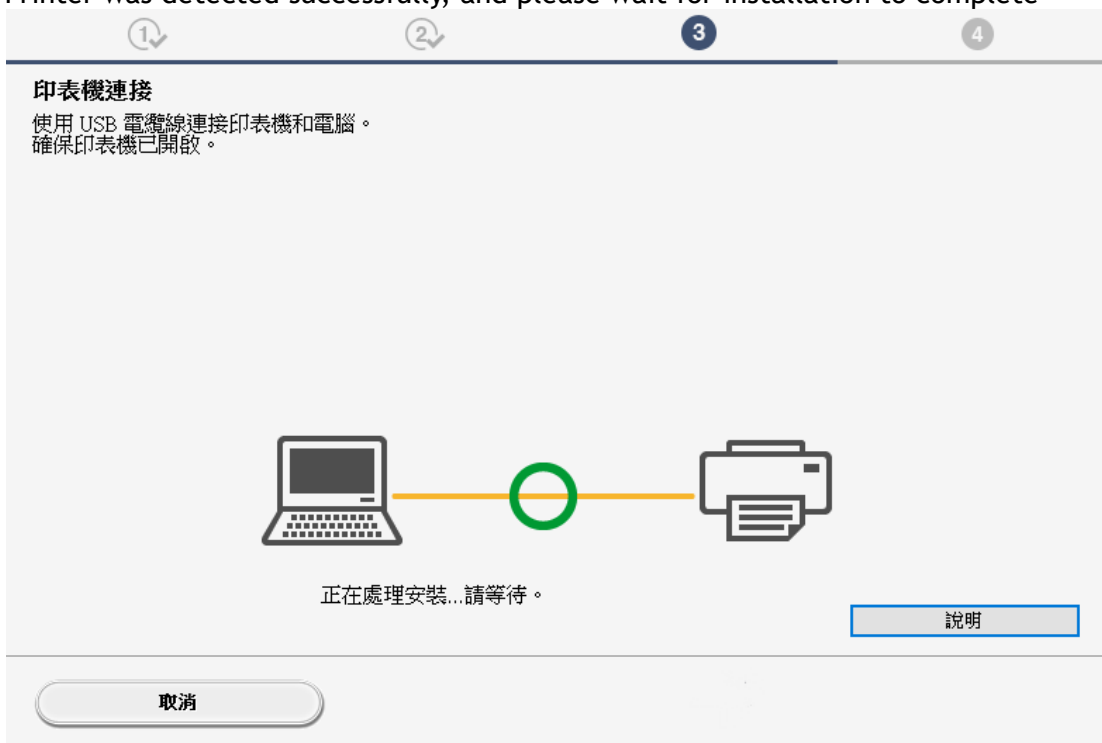 Printer was detected successfully, and please wait for installation to complete
1
2
3
4
印表機連接
使用 USB 電纜線連接印表機和電腦。
確保印表機已開啟。
正在處理安裝...請等待。
說明
取消